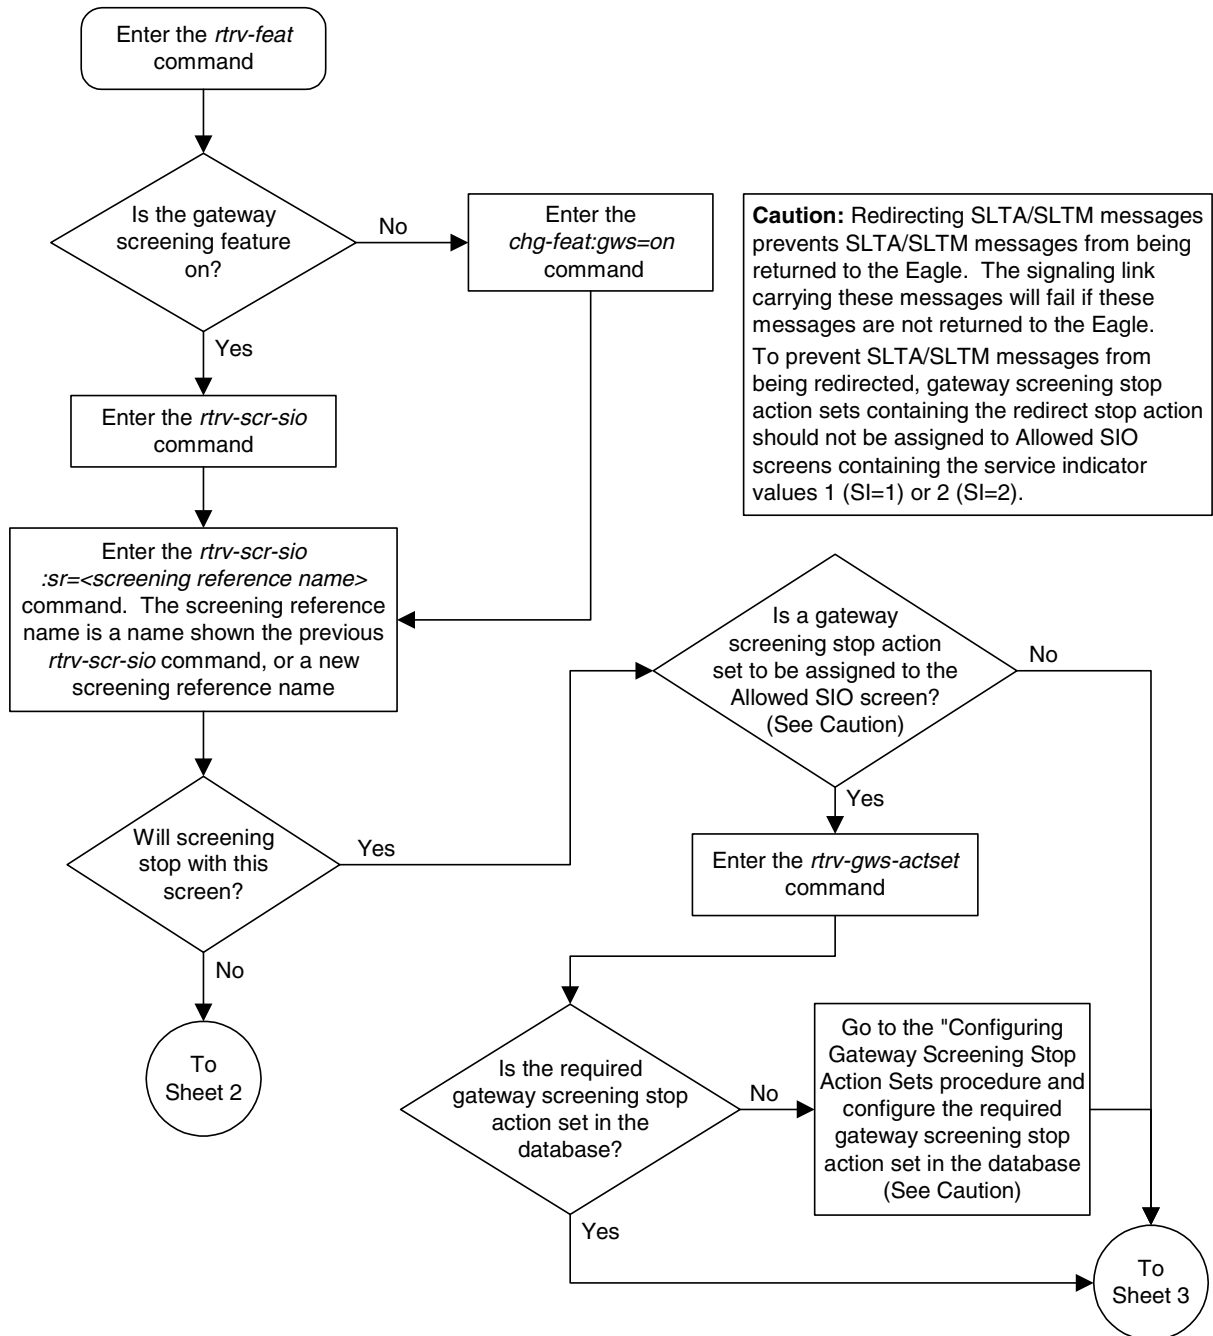 Enter the rtrv-feat
command
Is the gateway
screening feature
on?
No
Enter the
chg-feat:gws=on
command
Yes
Enter the rtrv-scr-sio
command
Enter the rtrv-scr-sio
:sr=<screening reference name>
command. The screening reference
name is a name shown the previous
rtrv-scr-sio command, or a new
screening reference name
Will screening
stop with this
screen?
Yes
No
To
Sheet 2
Caution: Redirecting SLTA/SLTM messages
prevents SLTA/SLTM messages from being
returned to the Eagle. The signaling link
carrying these messages will fail if these
messages are not returned to the Eagle.
To prevent SLTA/SLTM messages from
being redirected, gateway screening stop
action sets containing the redirect stop action
should not be assigned to Allowed SIO
screens containing the service indicator
values 1 (SI=1) or 2 (SI=2).
Is a gateway
screening stop action
set to be assigned to the
Allowed SIO screen?
(See Caution)
No
Yes
Enter the rtrv-gws-actset
command
Is the required
gateway screening stop
action set in the
database?
No
Go to the "Configuring
Gateway Screening Stop
Action Sets procedure and
configure the required
gateway screening stop
action set in the database
(See Caution)
Yes
To
Sheet 3